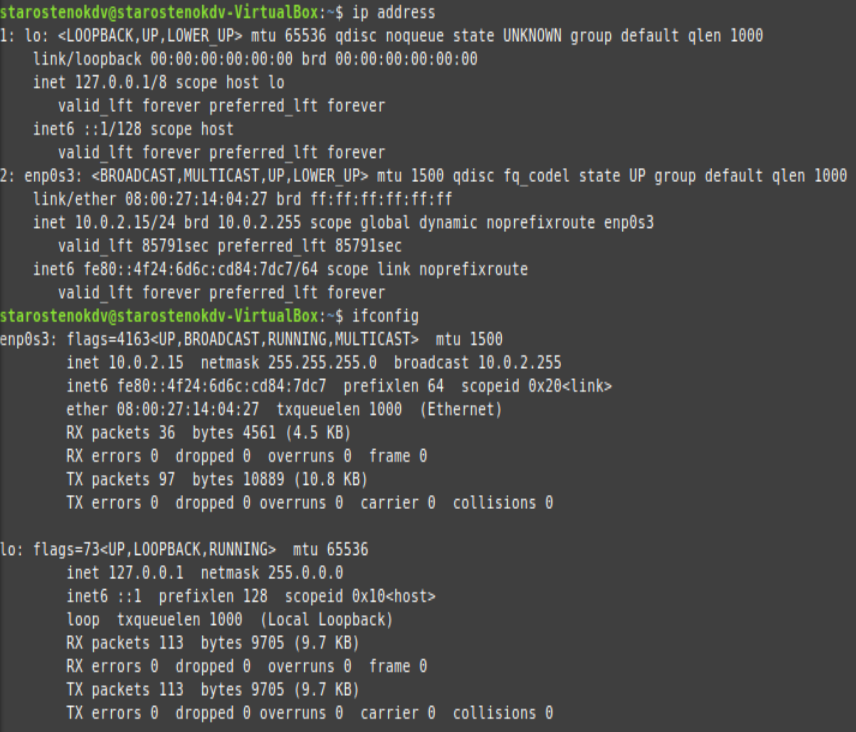 starostenokdv@starostenokdv-VirtualBox:~$ ip address
1: lo: <LOOPBACK,UP,LOWER_UP> mtu 65536 qdisc noqueue state UNKNOWN group default qlen 1000
    link/loopback 00:00:00:00:00:00 brd 00:00:00:00:00:00
    inet 127.0.0.1/8 scope host lo
       valid_lft forever preferred_lft forever
    inet6 ::1/128 scope host
       valid_lft forever preferred_lft forever
2: enp0s3: <BROADCAST,MULTICAST,UP,LOWER_UP> mtu 1500 qdisc fq_codel state UP group default qlen 1000
    link/ether 08:00:27:14:04:27 brd ff:ff:ff:ff:ff:ff
    inet 10.0.2.15/24 brd 10.0.2.255 scope global dynamic noprefixroute enp0s3
       valid_lft 85791sec preferred_lft 85791sec
    inet6 fe80::4f24:6d6c:cd84:7dc7/64 scope link noprefixroute
       valid_lft forever preferred_lft forever
starostenokdv@starostenokdv-VirtualBox:~$ ifconfig
enp0s3: flags=4163<UP,BROADCAST,RUNNING,MULTICAST>  mtu 1500
        inet 10.0.2.15  netmask 255.255.255.0  broadcast 10.0.2.255
        inet6 fe80::4f24:6d6c:cd84:7dc7  prefixlen 64  scopeid 0x20<link>
        ether 08:00:27:14:04:27  txqueuelen 1000  (Ethernet)
        RX packets 36  bytes 4561 (4.5 KB)
        RX errors 0  dropped 0  overruns 0  frame 0
        TX packets 97  bytes 10889 (10.8 KB)
        TX errors 0  dropped 0 overruns 0  carrier 0  collisions 0

lo: flags=73<UP,LOOPBACK,RUNNING>  mtu 65536
        inet 127.0.0.1  netmask 255.0.0.0
        inet6 ::1  prefixlen 128  scopeid 0x10<host>
        loop  txqueuelen 1000  (Local Loopback)
        RX packets 113  bytes 9705 (9.7 KB)
        RX errors 0  dropped 0  overruns 0  frame 0
        TX packets 113  bytes 9705 (9.7 KB)
        TX errors 0  dropped 0 overruns 0  carrier 0  collisions 0